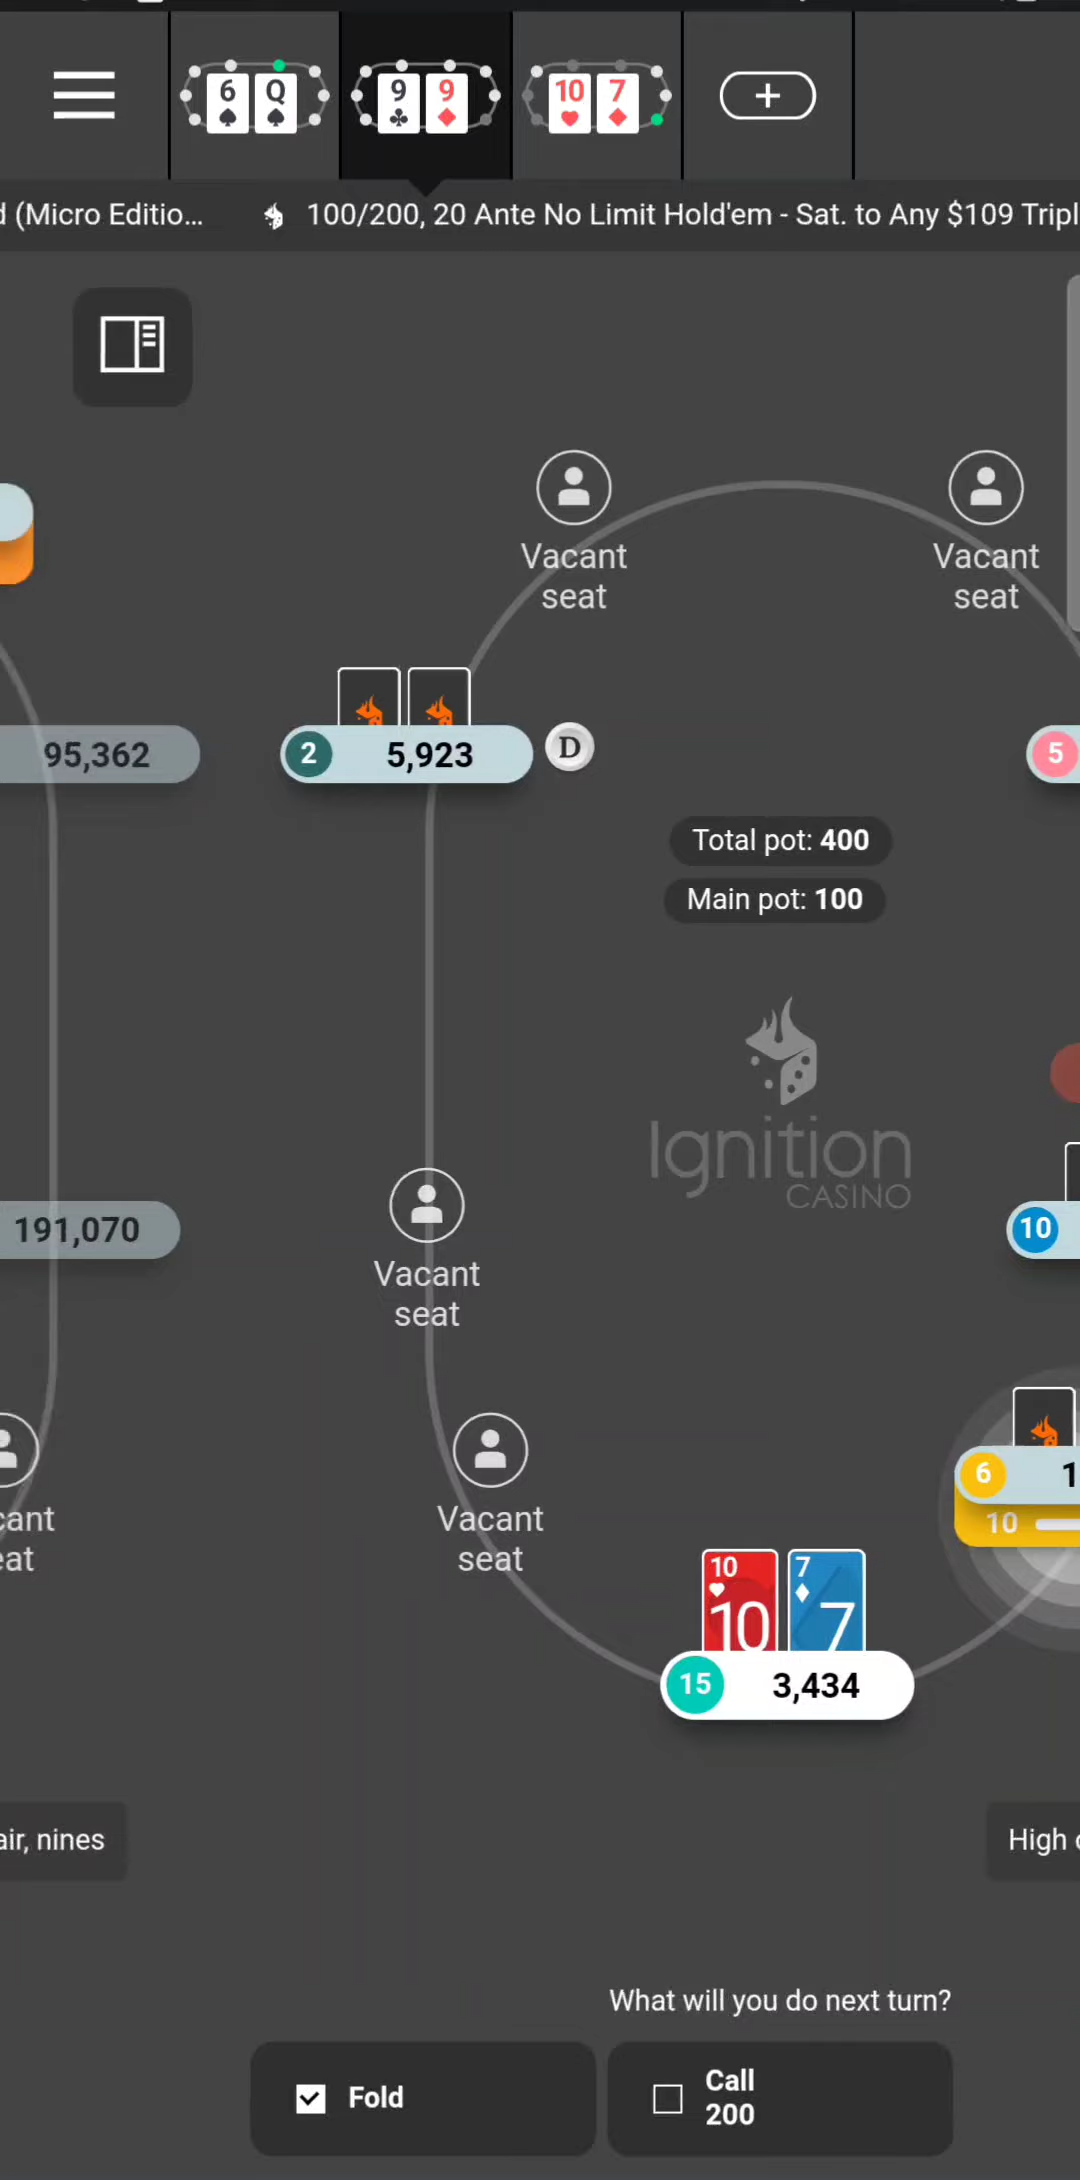 6 Q
9 9
10 7
+
d (Micro Editio...
100/200, 20 Ante No Limit Hold'em - Sat. to Any $109 Tripl
Vacant
seat
Vacant
seat
95,362
2 5,923
D
5
Total pot: 400
Main pot: 100
Ignition
CASINO
191,070
Vacant
seat
10
Vacant
seat
cant
eat
6 1
10
10
10
7
7
15 3,434
air, nines
High
What will you do next turn?
Fold
Call
200